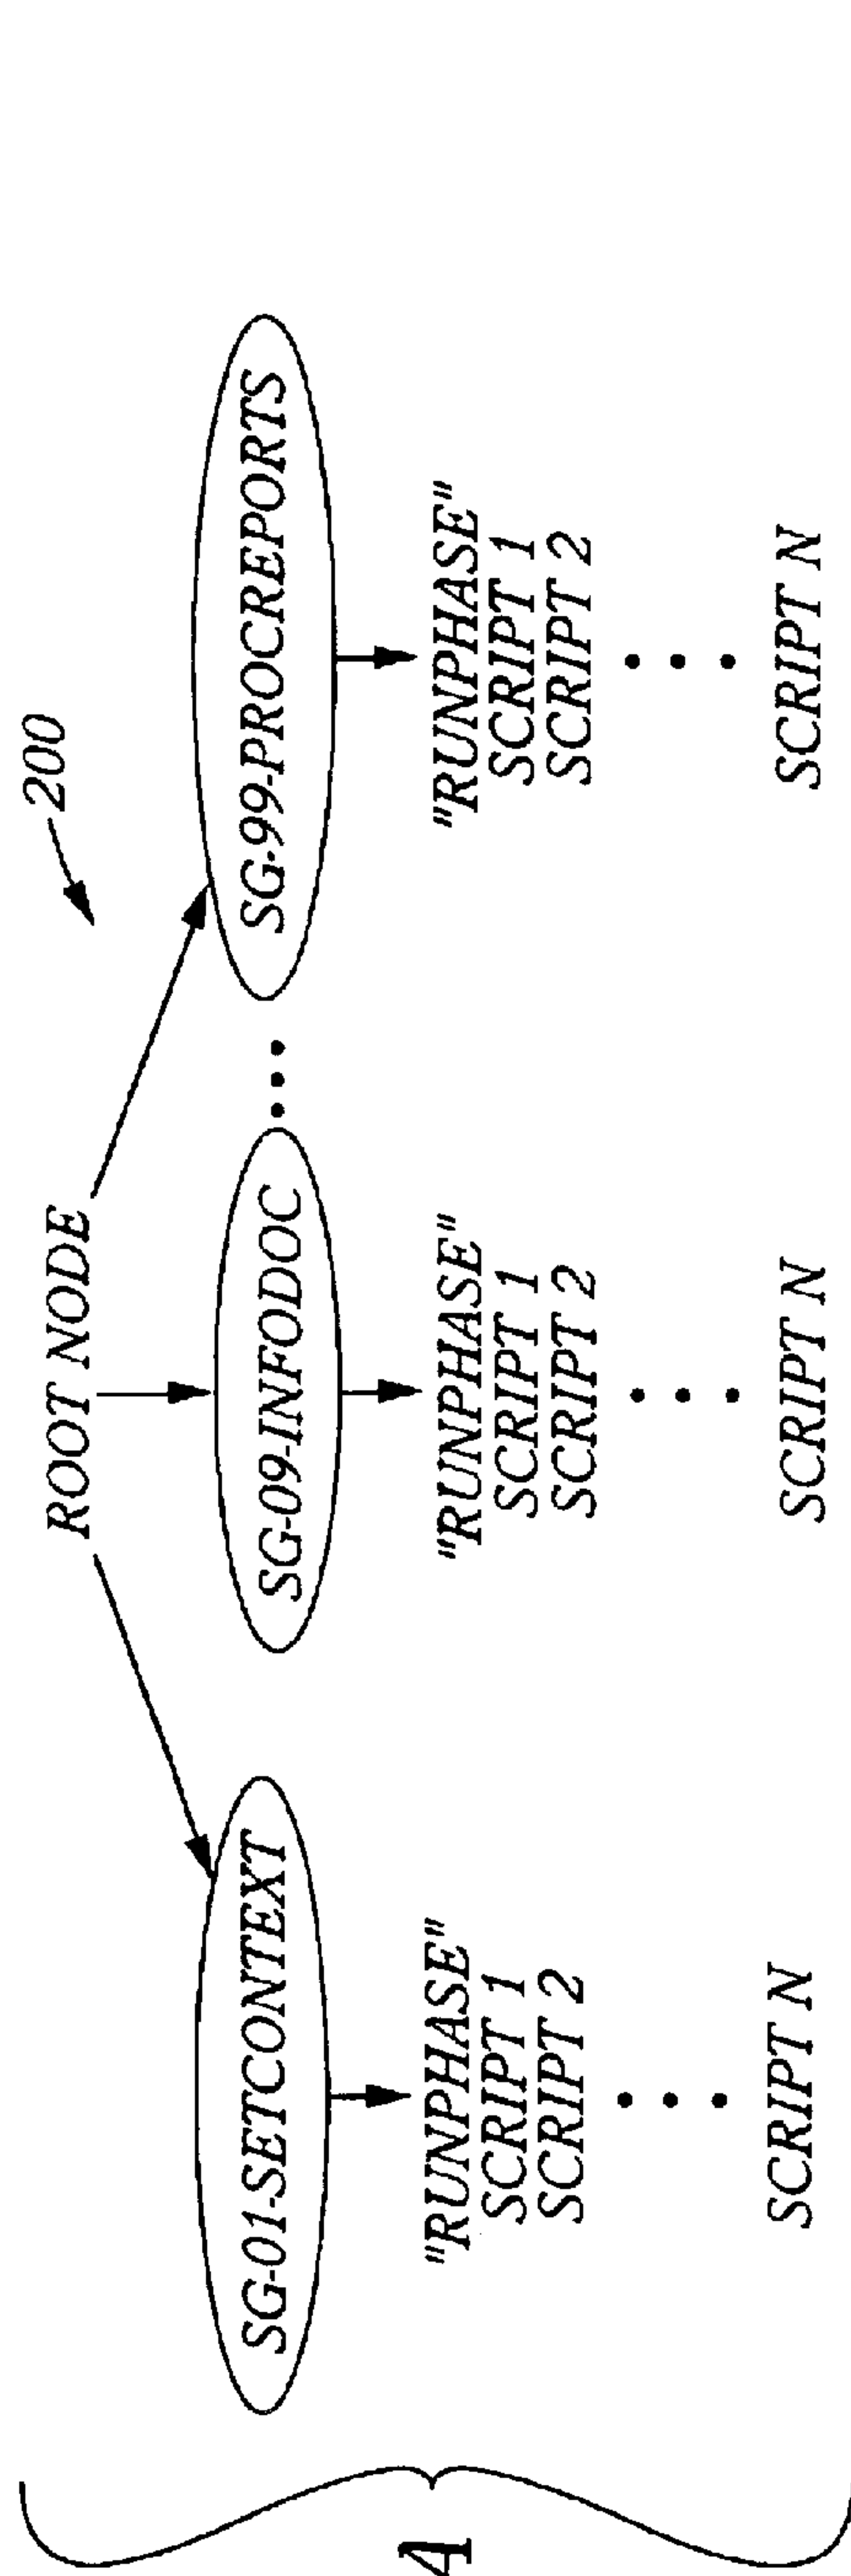 200
ROOT NODE
SG-01-SETCONTEXT
SG-09-INFODOC
SG-99-PROCREPORTS
"RUNPHASE"
SCRIPT 1
SCRIPT 2
SCRIPT N
"RUNPHASE"
SCRIPT 1
SCRIPT 2
SCRIPT N
"RUNPHASE"
SCRIPT 1
SCRIPT 2
SCRIPT N